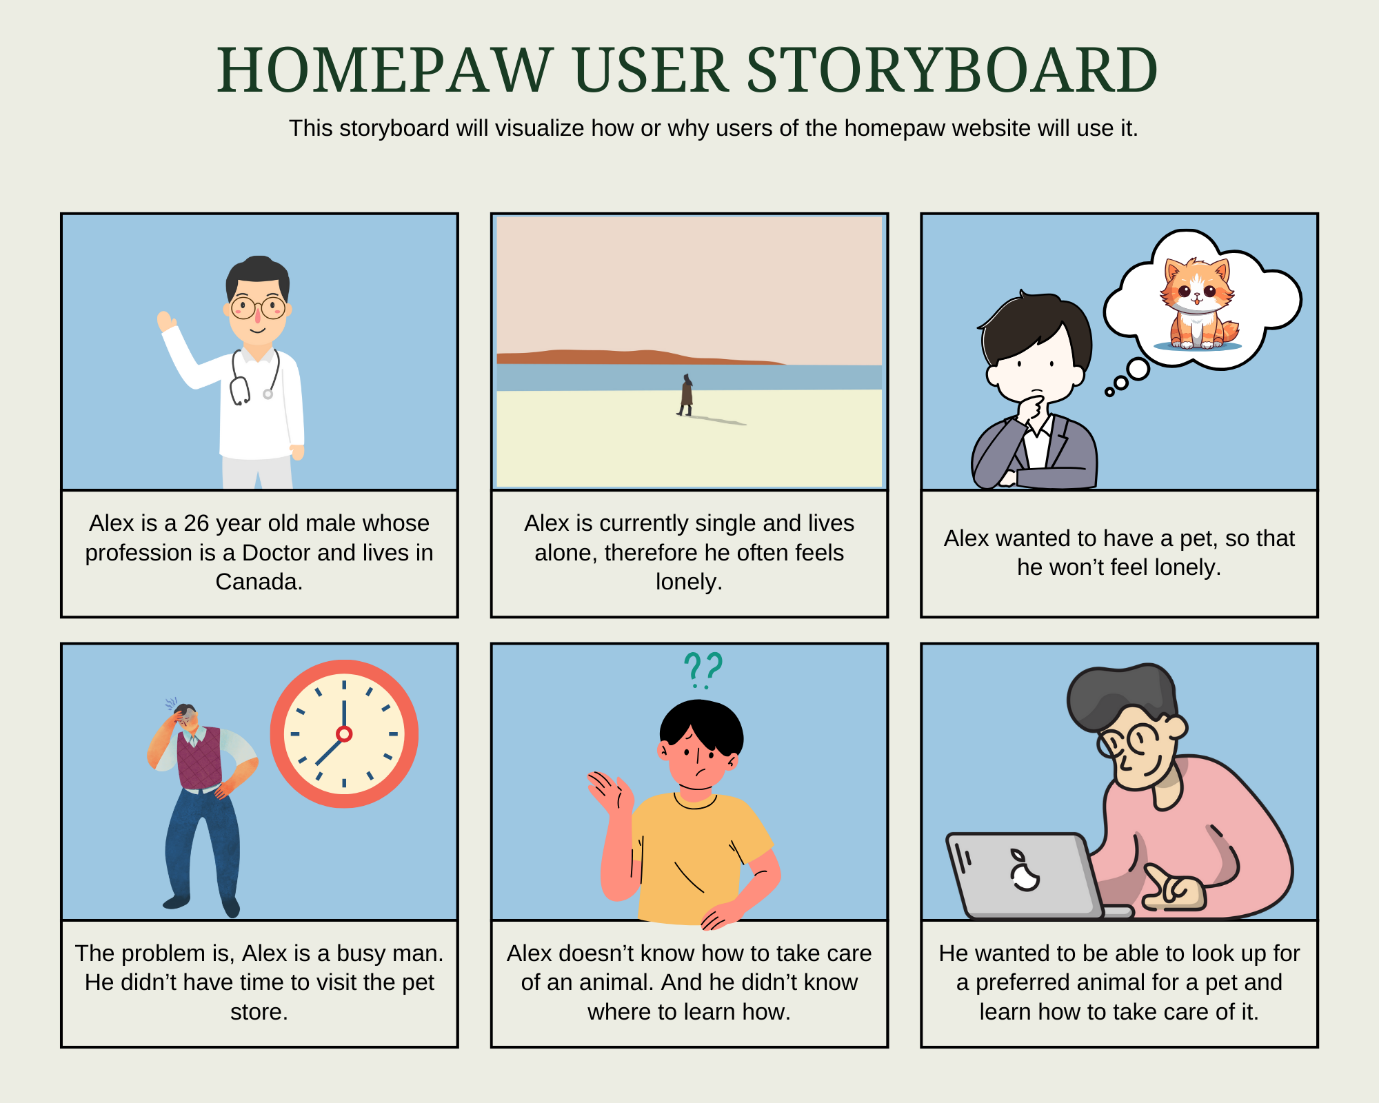 HOMEPAW USER STORYBOARD
This storyboard will visualize how or why users of the homepaw website will use it.
Alex is a 26 year old male whose
profession is a Doctor and lives in
Canada.
Alex is currently single and lives
alone, therefore he often feels
lonely.
Alex wanted to have a pet, so that
he won’t feel lonely.
??
The problem is, Alex is a busy man.
He didn’t have time to visit the pet
store.
Alex doesn’t know how to take care
of an animal. And he didn’t know
where to learn how.
He wanted to be able to look up for
a preferred animal for a pet and
learn how to take care of it.